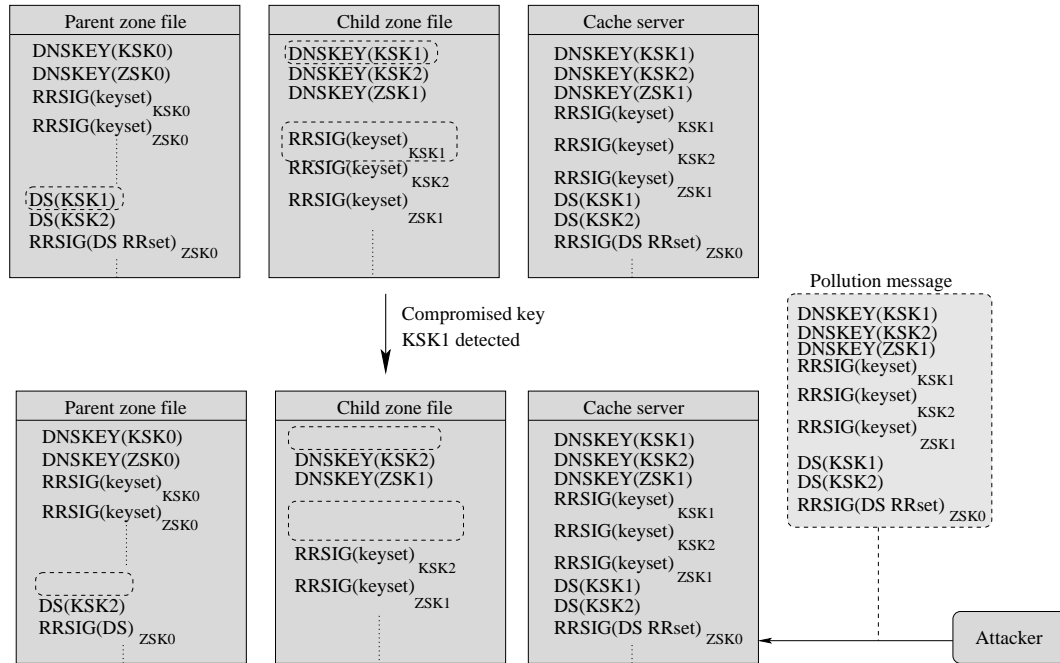 Parent zone file
DNSKEY(KSK0)
DNSKEY(ZSK0)
RRSIG(keyset) KSK0
RRSIG(keyset) ZSK0
DS(KSK1)
DS(KSK2)
RRSIG(DS RRset) ZSK0
Child zone file
DNSKEY(KSK1)
DNSKEY(KSK2)
DNSKEY(ZSK1)
RRSIG(keyset) KSK1
RRSIG(keyset) KSK2
RRSIG(keyset) ZSK1
Cache server
DNSKEY(KSK1)
DNSKEY(KSK2)
DNSKEY(ZSK1)
RRSIG(keyset) KSK1
RRSIG(keyset) KSK2
RRSIG(keyset) ZSK1
DS(KSK1)
DS(KSK2)
RRSIG(DS RRset) ZSK0
Compromised key
KSK1 detected
Pollution message
DNSKEY(KSK1)
DNSKEY(KSK2)
DNSKEY(ZSK1)
RRSIG(keyset) KSK1
RRSIG(keyset) KSK2
RRSIG(keyset) ZSK1
DS(KSK1)
DS(KSK2)
RRSIG(DS RRset) ZSK0
Parent zone file
DNSKEY(KSK0)
DNSKEY(ZSK0)
RRSIG(keyset) KSK0
RRSIG(keyset) ZSK0
DS(KSK2)
RRSIG(DS) ZSK0
Child zone file
DNSKEY(KSK2)
DNSKEY(ZSK1)
RRSIG(keyset) KSK2
RRSIG(keyset) ZSK1
Cache server
DNSKEY(KSK1)
DNSKEY(KSK2)
DNSKEY(ZSK1)
RRSIG(keyset) KSK1
RRSIG(keyset) KSK2
RRSIG(keyset) ZSK1
DS(KSK1)
DS(KSK2)
RRSIG(DS RRset) ZSK0
Attacker